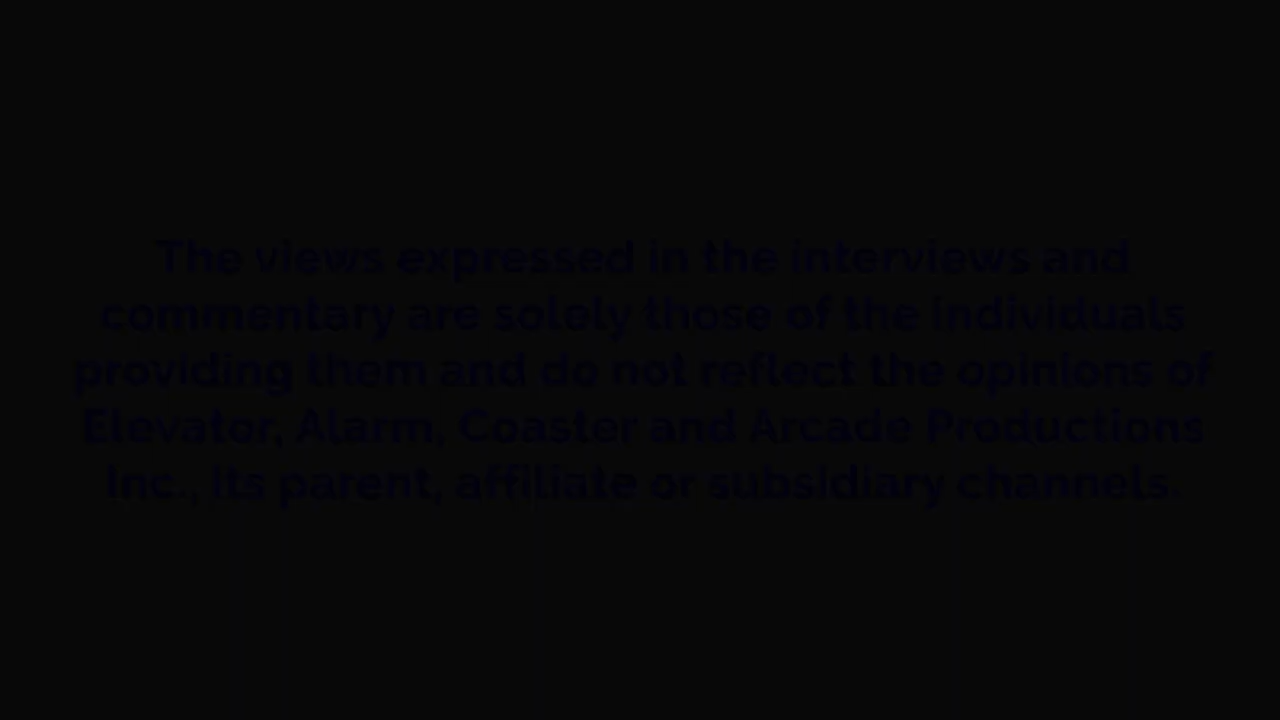 The views expressed in the interviews and
commentary are solely those of the individuals
providing them and do not reflect the opinions of
Elevator, Alarm, Coaster and Arcade Productions
Inc., its parent, affiliate or subsidiary channels.